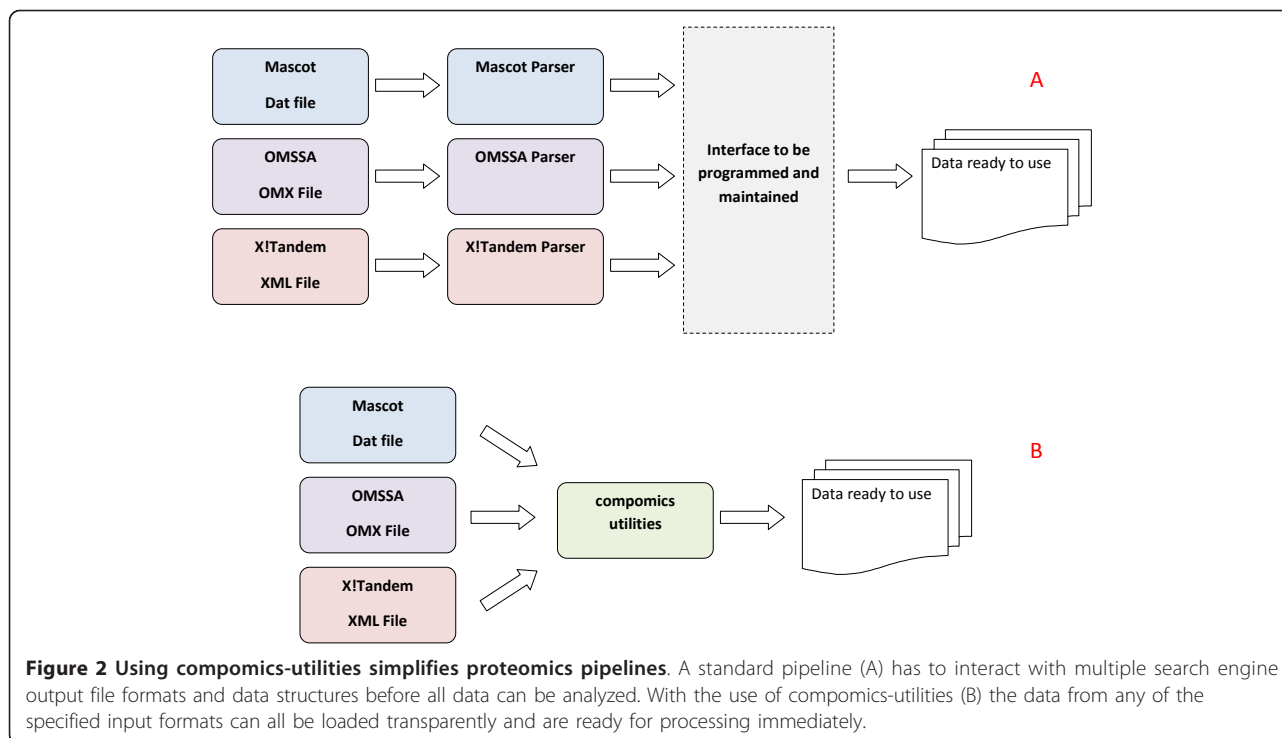 Mascot
Dat file
Mascot Parser
A
OMSSA
OMX File
OMSSA Parser
Interface to be
programmed and
maintained
Data ready to use
X!Tandem
XML File
X!Tandem Parser
Mascot
Dat file
B
OMSSA
OMX File
compomics
utilities
Data ready to use
X!Tandem
XML File
Figure 2 Using compomics-utilities simplifies proteomics pipelines. A standard pipeline (A) has to interact with multiple search engine
output file formats and data structures before all data can be analyzed. With the use of compomics-utilities (B) the data from any of the
specified input formats can all be loaded transparently and are ready for processing immediately.